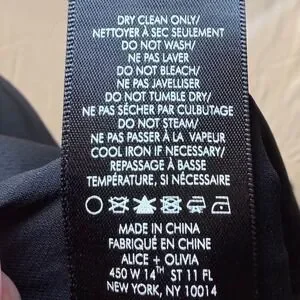 DRY CLEAN ONLY/
NETTOYER À SEC SEULEMENT
DO NOT WASH/
NE PAS LAVER
DO NOT BLEACH/
NE PAS JAVELLISER
DO NOT TUMBLE DRY/
NE PAS SÉCHER PAR CULBUTAGE
DO NOT STEAM/
NE PAS PASSER À LA VAPEUR
COOL IRON IF NECESSARY/
REPASSAGE À BASSE
TEMPÉRATURE, SI NÉCESSAIRE
MADE IN CHINA
FABRIQUÉ EN CHINE
ALICE + OLIVIA
450 W 14TH ST 11 FL
NEW YORK, NY 10014